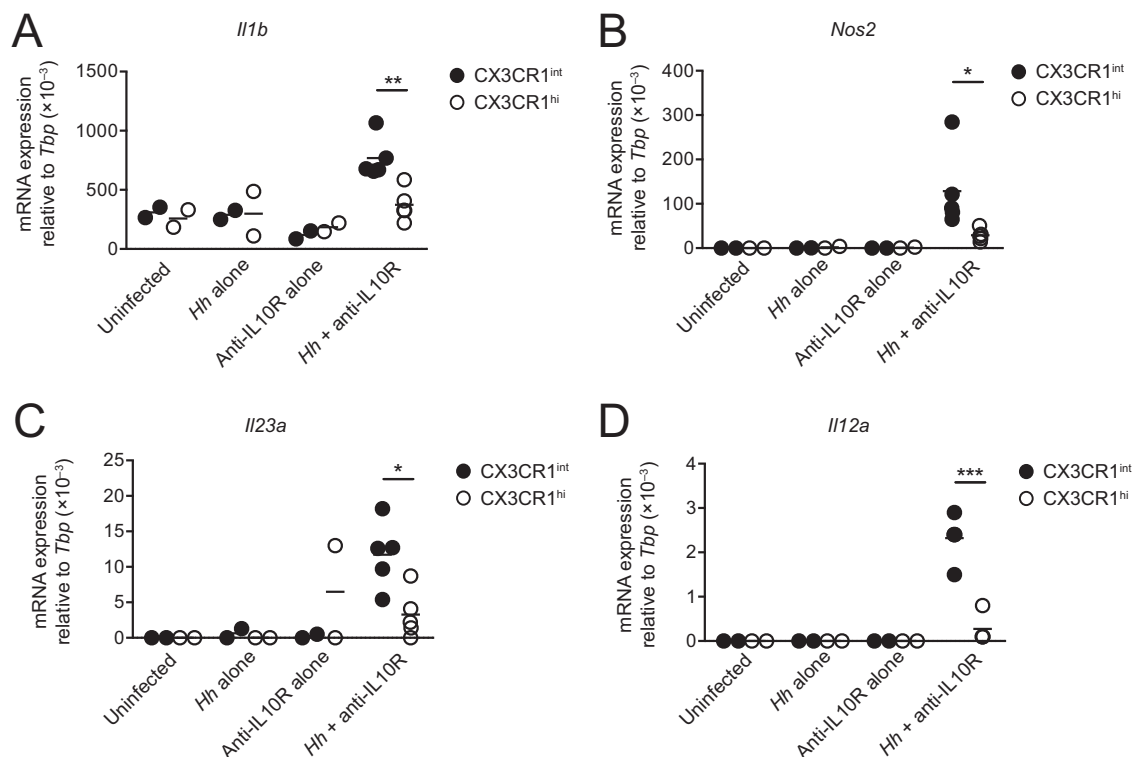 A
Il1b
mRNA expression
relative to Tbp (×10⁻³)
1500
1000
500
0
**
CX3CR1ⁱⁿᵗ
CX3CR1ʰⁱ
Uninfected
Hh alone
Anti-IL10R alone
Hh + anti-IL10R
B
Nos2
mRNA expression
relative to Tbp (×10⁻³)
400
300
200
100
0
*
CX3CR1ⁱⁿᵗ
CX3CR1ʰⁱ
Uninfected
Hh alone
Anti-IL10R alone
Hh + anti-IL10R
C
Il23a
mRNA expression
relative to Tbp (×10⁻³)
25
20
15
10
5
0
*
CX3CR1ⁱⁿᵗ
CX3CR1ʰⁱ
Uninfected
Hh alone
Anti-IL10R alone
Hh + anti-IL10R
D
Il12a
mRNA expression
relative to Tbp (×10⁻³)
4
3
2
1
0
***
CX3CR1ⁱⁿᵗ
CX3CR1ʰⁱ
Uninfected
Hh alone
Anti-IL10R alone
Hh + anti-IL10R